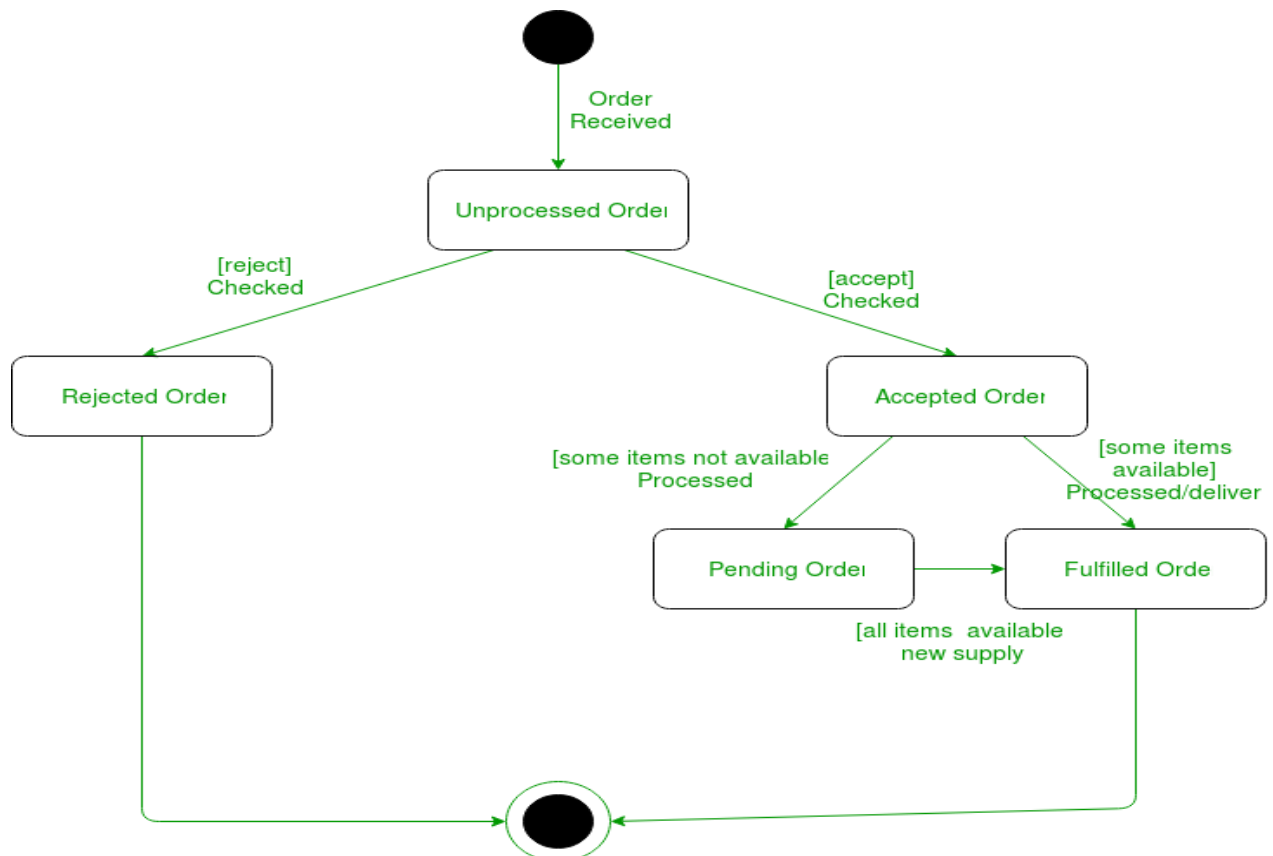 Order
Received
Unprocessed Order
[reject]
Checked
[accept]
Checked
Rejected Order
Accepted Order
[some items not available
Processed
[some items
available]
Processed/deliver
Pending Order
Fulfilled Orde
[all items available
new supply